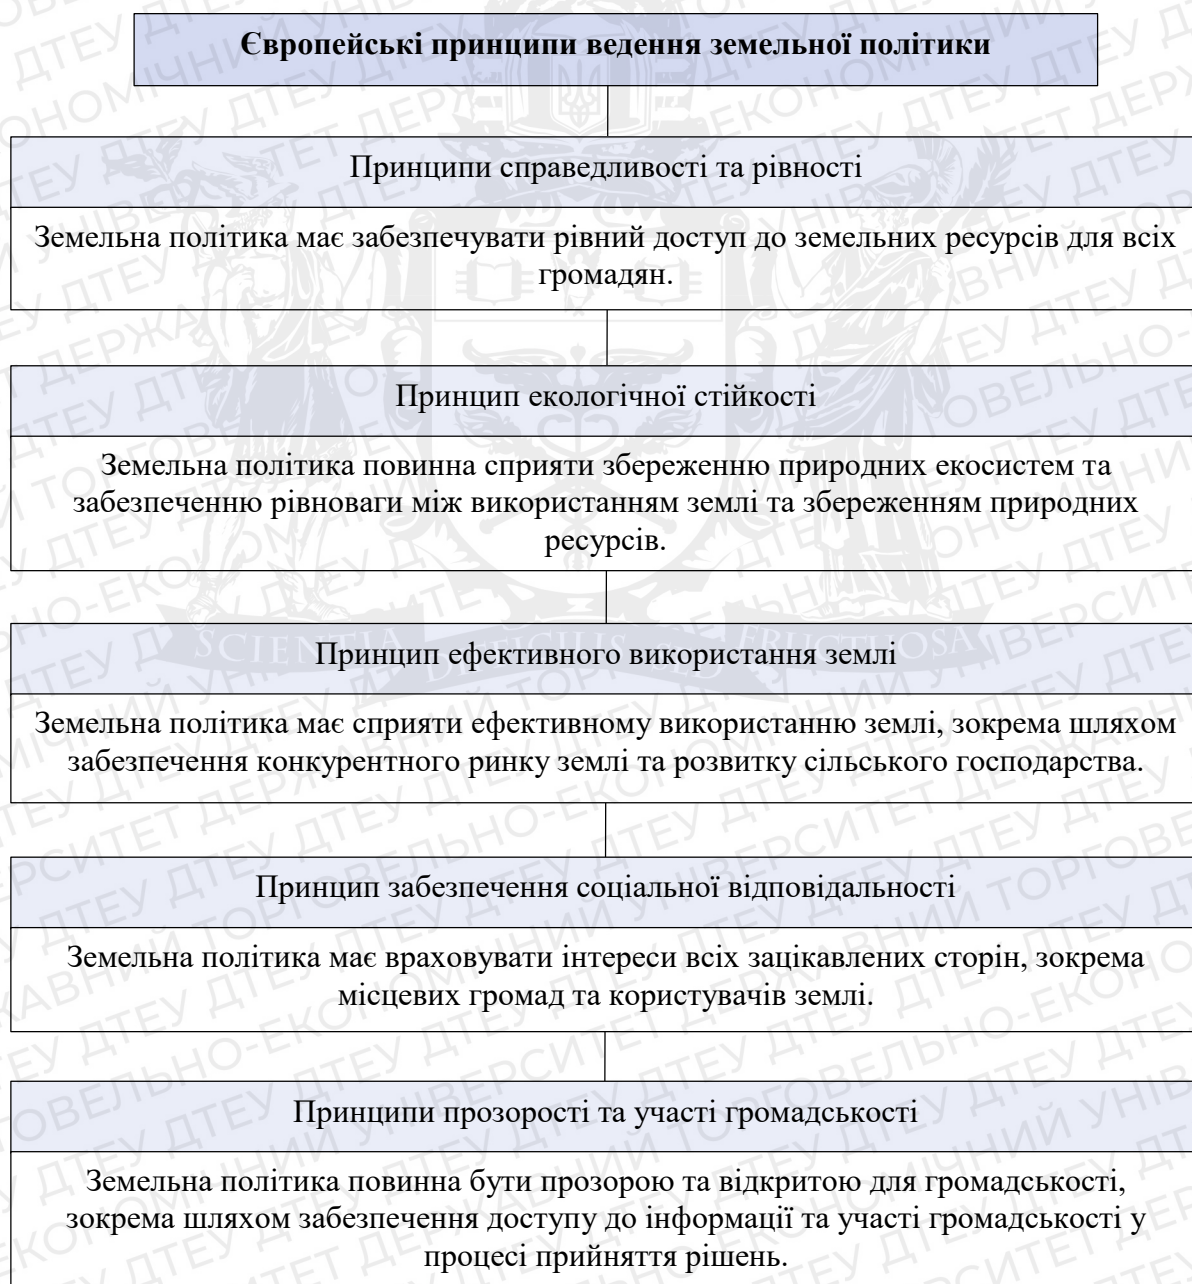 Європейські принципи ведення земельної політики
Принципи справедливості та рівності
Земельна політика має забезпечувати рівний доступ до земельних ресурсів для всіх
громадян.
Принцип екологічної стійкості
Земельна політика повинна сприяти збереженню природних екосистем та
забезпеченню рівноваги між використанням землі та збереженням природних
ресурсів.
Принцип ефективного використання землі
Земельна політика має сприяти ефективному використанню землі, зокрема шляхом
забезпечення конкурентного ринку землі та розвитку сільського господарства.
Принцип забезпечення соціальної відповідальності
Земельна політика має враховувати інтереси всіх зацікавлених сторін, зокрема
місцевих громад та користувачів землі.
Принципи прозорості та участі громадськості
Земельна політика повинна бути прозорою та відкритою для громадськості,
зокрема шляхом забезпечення доступу до інформації та участі громадськості у
процесі прийняття рішень.